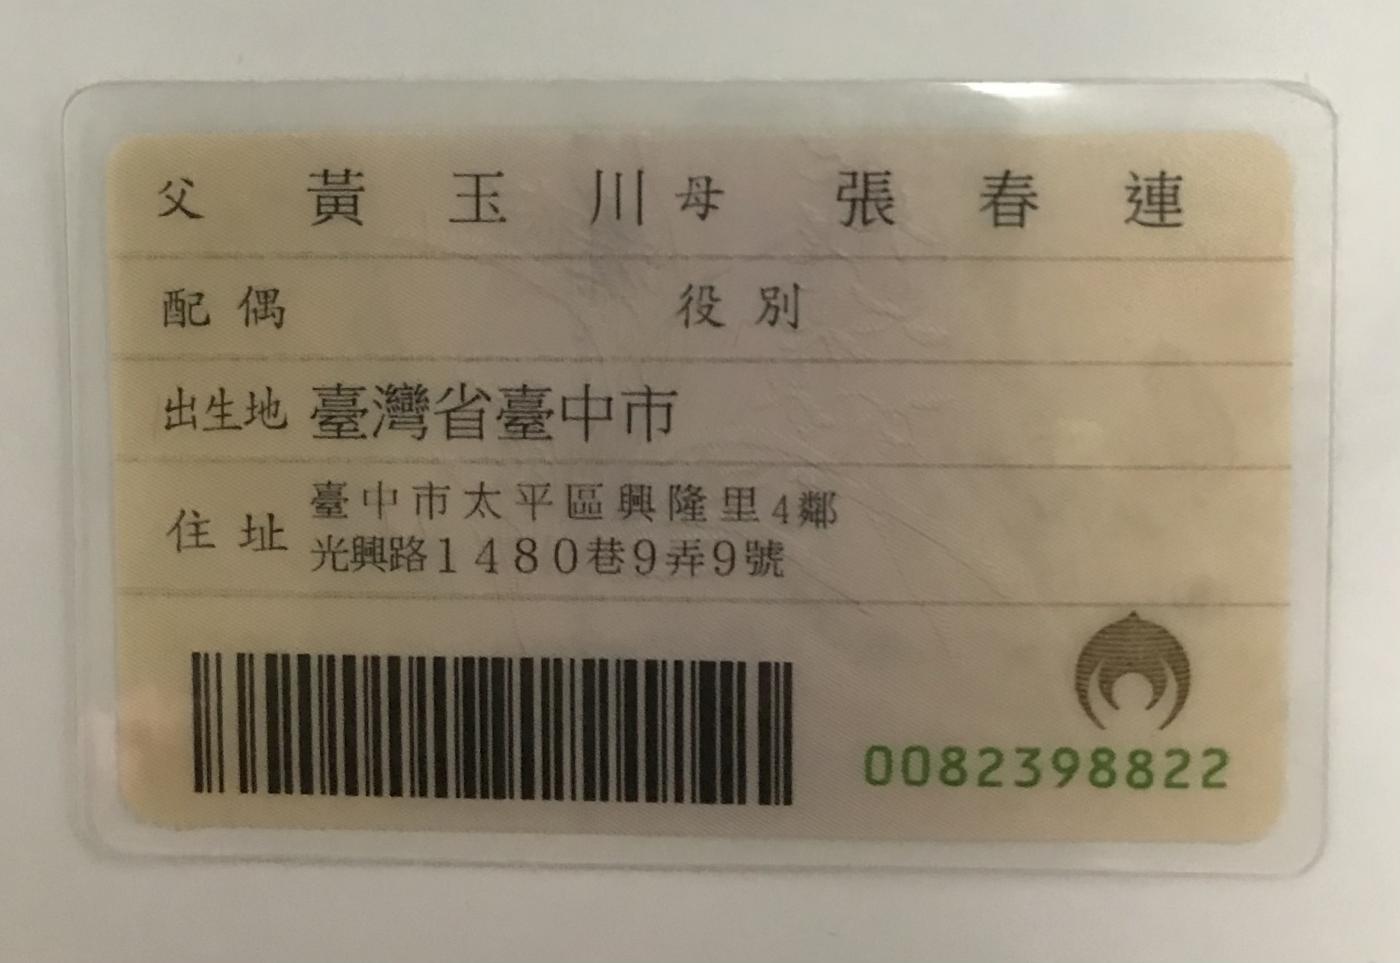 父 黃玉川 母 張春連
配偶 役別
出生地 臺灣省臺中市
住址 臺中市太平區興隆里4鄰
光興路1480巷9弄9號
0082398822